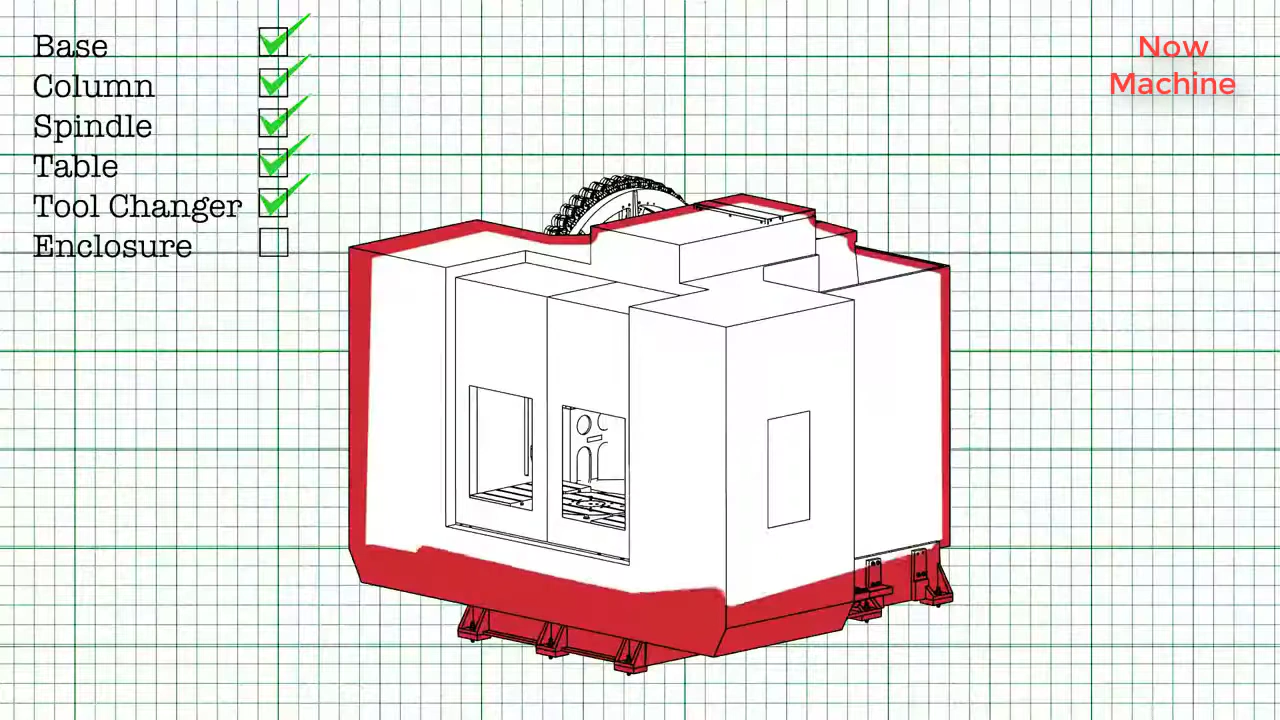 Base
Column
Spindle
Table
Tool Changer
Enclosure
Now
Machine